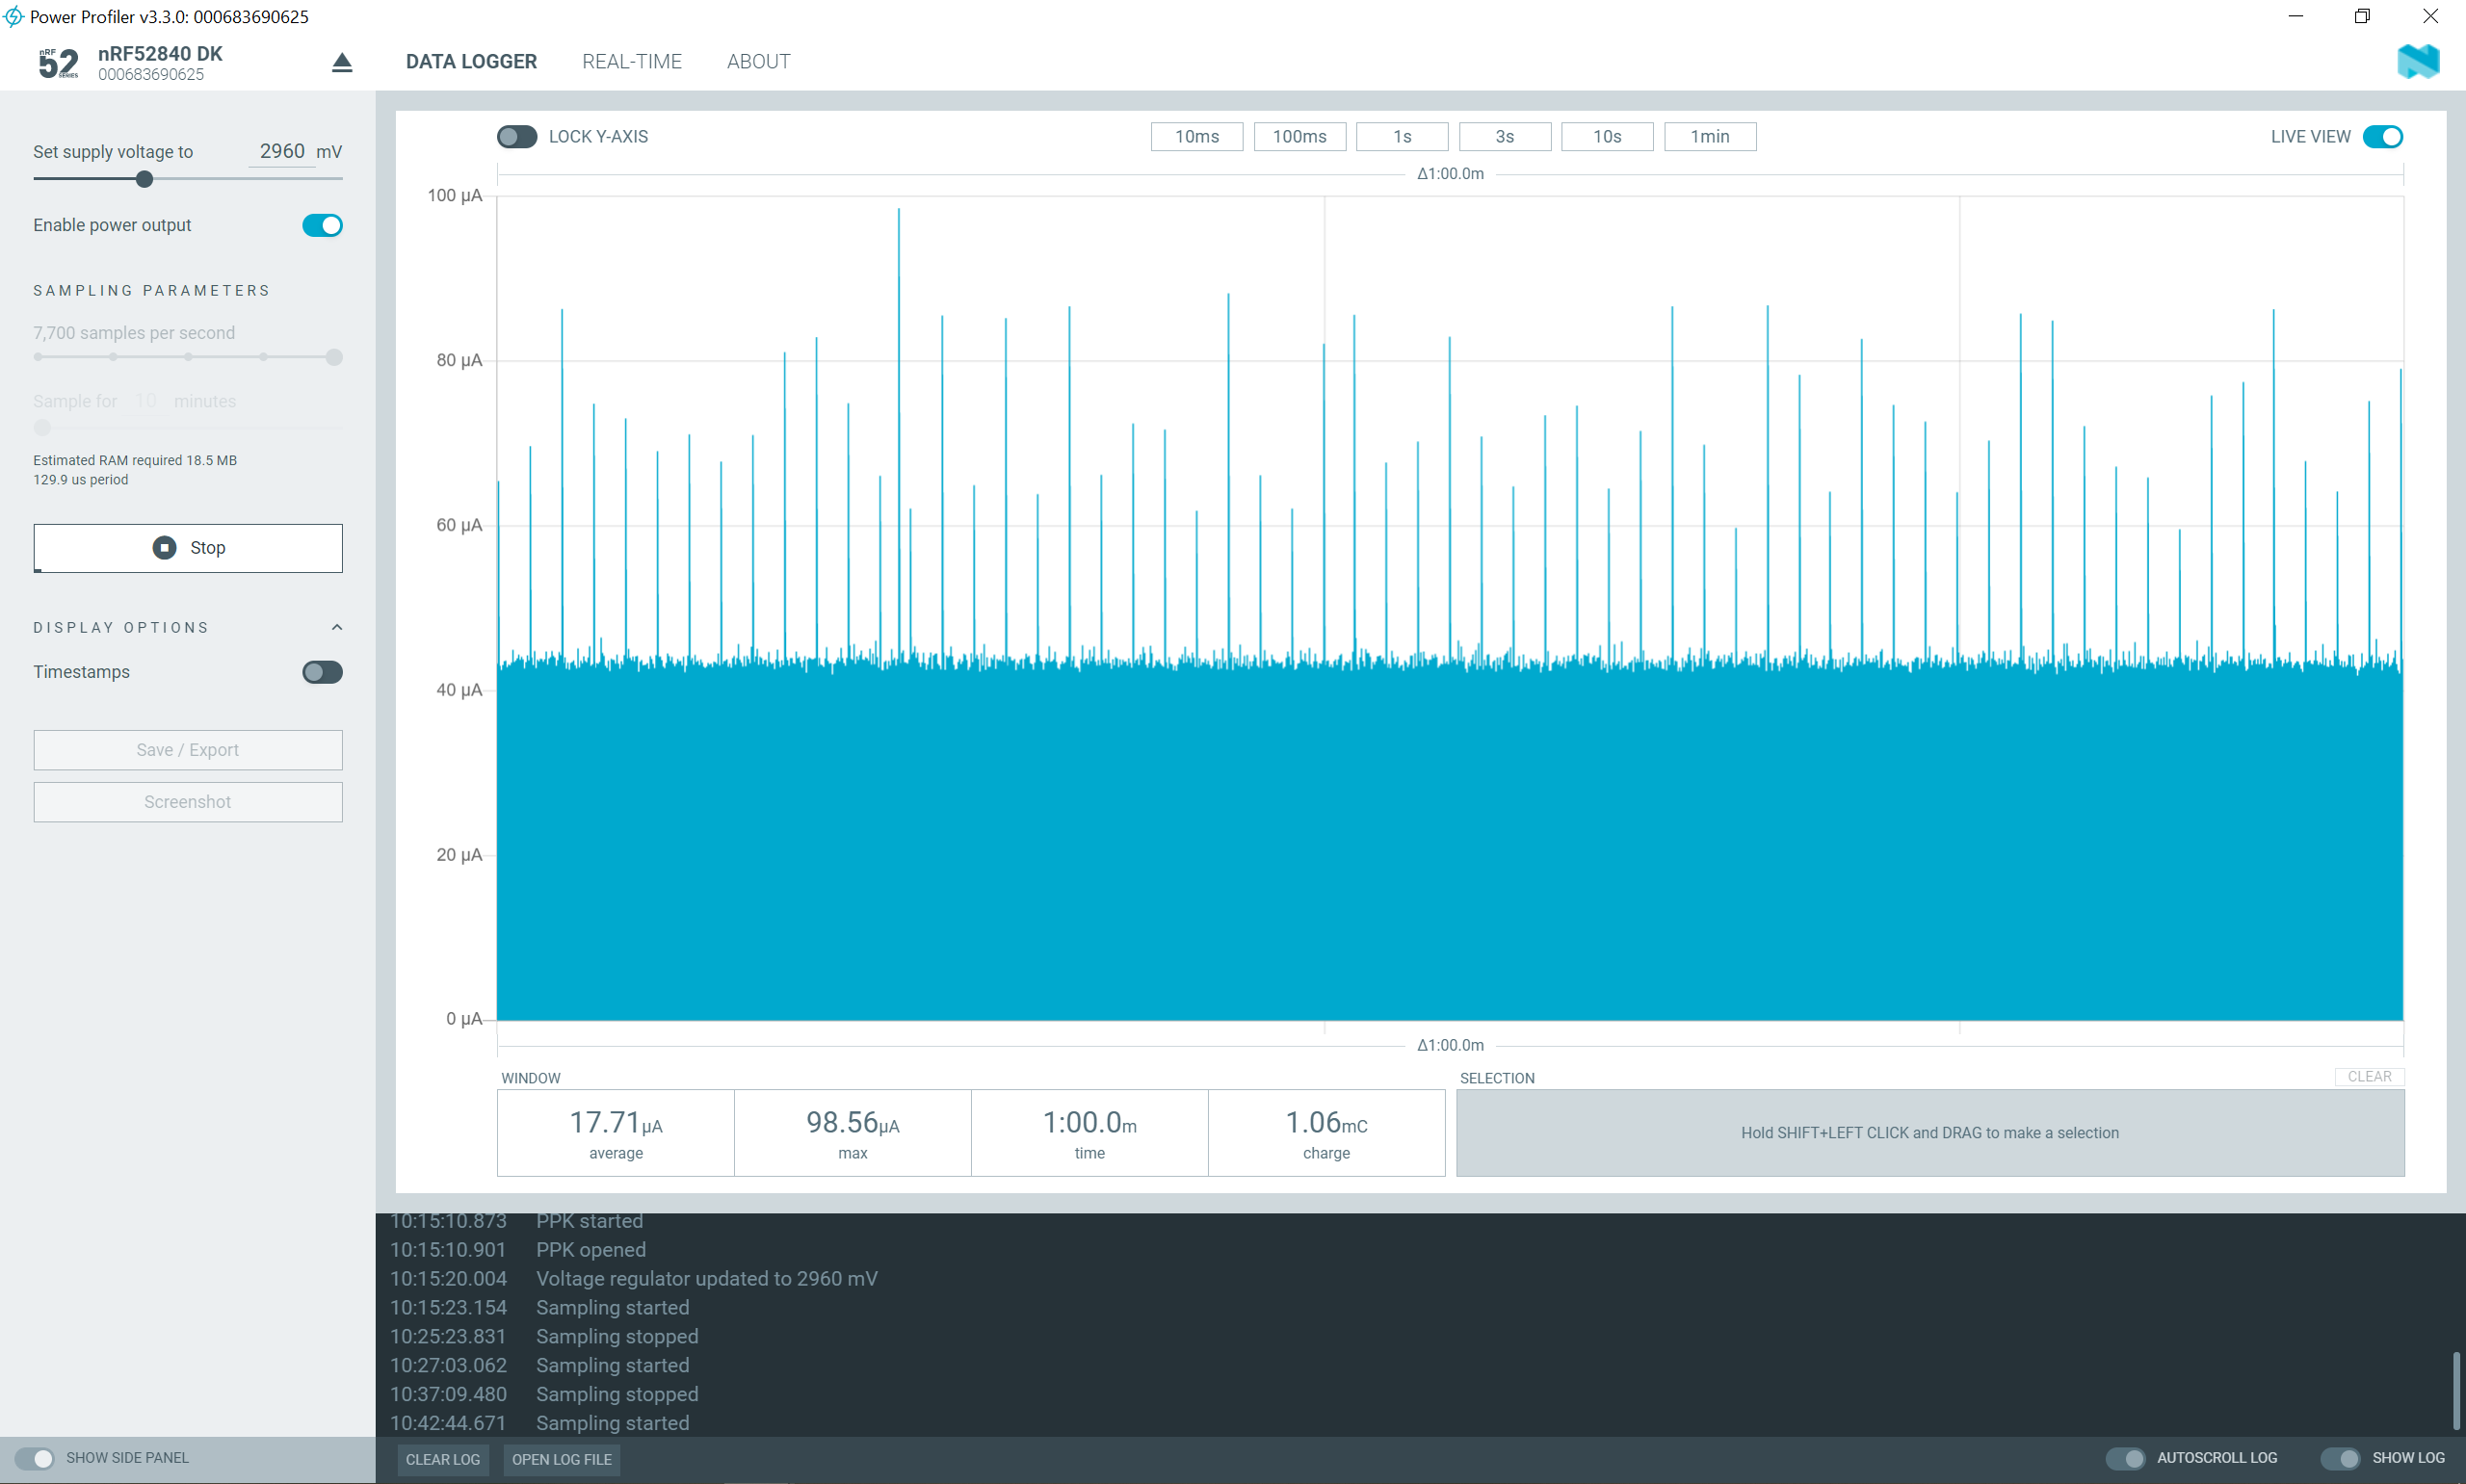 Power Profiler v3.3.0: 000683690625
nRF
52
SERIES
nRF52840 DK
000683690625
DATA LOGGER
REAL-TIME
ABOUT
Set supply voltage to 2960 mV
Enable power output
SAMPLING PARAMETERS
7,700 samples per second
Sample for 10 minutes
Estimated RAM required 18.5 MB
129.9 us period
Stop
DISPLAY OPTIONS
Timestamps
Save / Export
Screenshot
SHOW SIDE PANEL
LOCK Y-AXIS
10ms
100ms
1s
3s
10s
1min
LIVE VIEW
Δ1:00.0m
100 µA
80 µA
60 µA
40 µA
20 µA
0 µA
Δ1:00.0m
WINDOW
17.71µA
average
98.56µA
max
1:00.0m
time
1.06mC
charge
SELECTION
CLEAR
Hold SHIFT+LEFT CLICK and DRAG to make a selection
10:15:10.873 PPK started
10:15:10.901 PPK opened
10:15:20.004 Voltage regulator updated to 2960 mV
10:15:23.154 Sampling started
10:25:23.831 Sampling stopped
10:27:03.062 Sampling started
10:37:09.480 Sampling stopped
10:42:44.671 Sampling started
CLEAR LOG
OPEN LOG FILE
AUTOSCROLL LOG
SHOW LOG